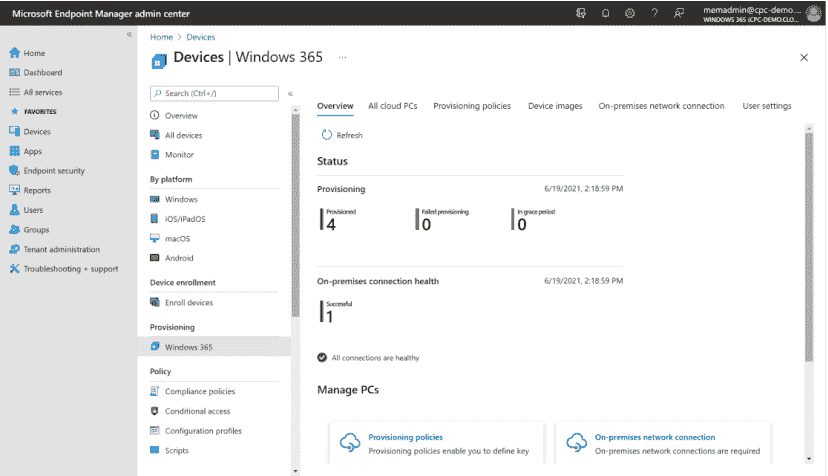 Microsoft Endpoint Manager admin center
memadmin@cpc-demo....
WINDOWS 365 (CPC-DEMO.CLO...
Home
Dashboard
All services
FAVORITES
Devices
Apps
Endpoint security
Reports
Users
Groups
Tenant administration
Troubleshooting + support
Home > Devices
Devices | Windows 365 ...
Search (Ctrl+/)
Overview
All devices
Monitor
By platform
Windows
iOS/iPadOS
macOS
Android
Device enrollment
Enroll devices
Provisioning
Windows 365
Policy
Compliance policies
Conditional access
Configuration profiles
Scripts
Overview All cloud PCs Provisioning policies Device images On-premises network connection User settings
Refresh
Status
Provisioning 6/19/2021, 2:18:59 PM
Provisioned Failed provisioning In grace period
4 0 0
On-premises connection health 6/19/2021, 2:18:59 PM
Successful
1
All connections are healthy
Manage PCs
Provisioning policies
Provisioning policies enable you to define key
On-premises network connection
On-premises network connections are required